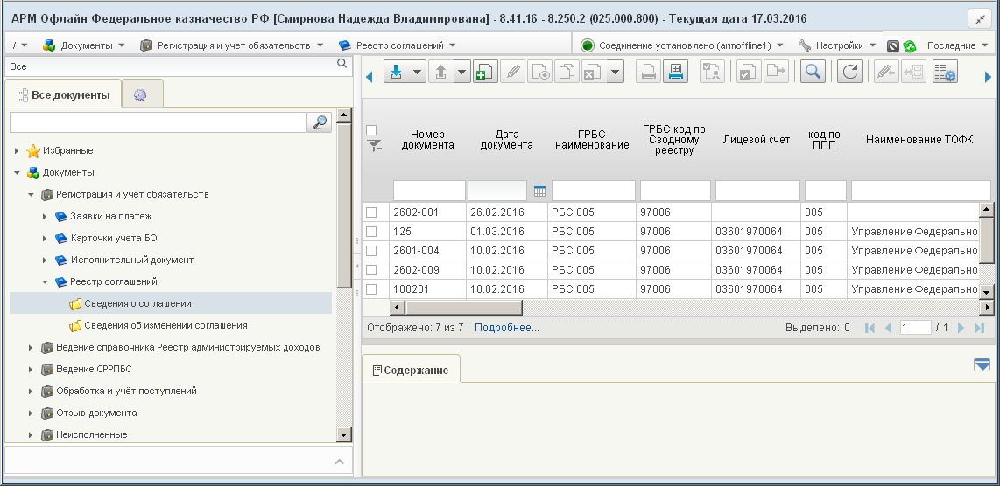 АРМ Офлайн Федеральное казначество РФ [Смирнова Надежда Владимировна] - 8.41.16 - 8.250.2 (025.000.800) - Текущая дата 17.03.2016
/ Документы Регистрация и учет обязательств Реестр соглашений Соединение установлено (armoffline1) Настройки Последние
Все
Все документы
Избранные
Документы
Регистрация и учет обязательств
Заявки на платеж
Карточки учета БО
Исполнительный документ
Реестр соглашений
Сведения о соглашении
Сведения об изменении соглашения
Ведение справочника Реестр администрируемых доходов
Ведение СРРПБС
Обработка и учёт поступлений
Отзыв документа
Неисполненные
Номер документа Дата документа ГРБС наименование ГРБС код по Сводному реестру Лицевой счет код по ППП Наименование ТОФК
2602-001 26.02.2016 РБС 005 97006 005
125 01.03.2016 РБС 005 97006 03601970064 005 Управление Федерально
2601-004 10.02.2016 РБС 005 97006 03601970064 005 Управление Федерально
2602-009 10.02.2016 РБС 005 97006 03601970064 005 Управление Федерально
100201 10.02.2016 РБС 005 97006 03601970064 005 Управление Федерально
Отображено: 7 из 7 Подробнее... Выделено: 0 1 / 1
Содержание